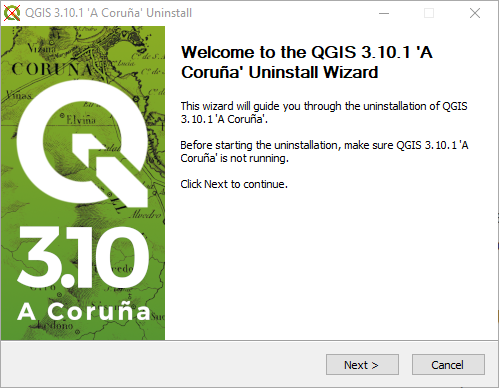 QGIS 3.10.1 'A Coruña' Uninstall
CORUÑA
Elviña
3.10
A Coruña
Welcome to the QGIS 3.10.1 'A
Coruña' Uninstall Wizard
This wizard will guide you through the uninstallation of QGIS
3.10.1 'A Coruña'.
Before starting the uninstallation, make sure QGIS 3.10.1 'A
Coruña' is not running.
Click Next to continue.
Next >
Cancel